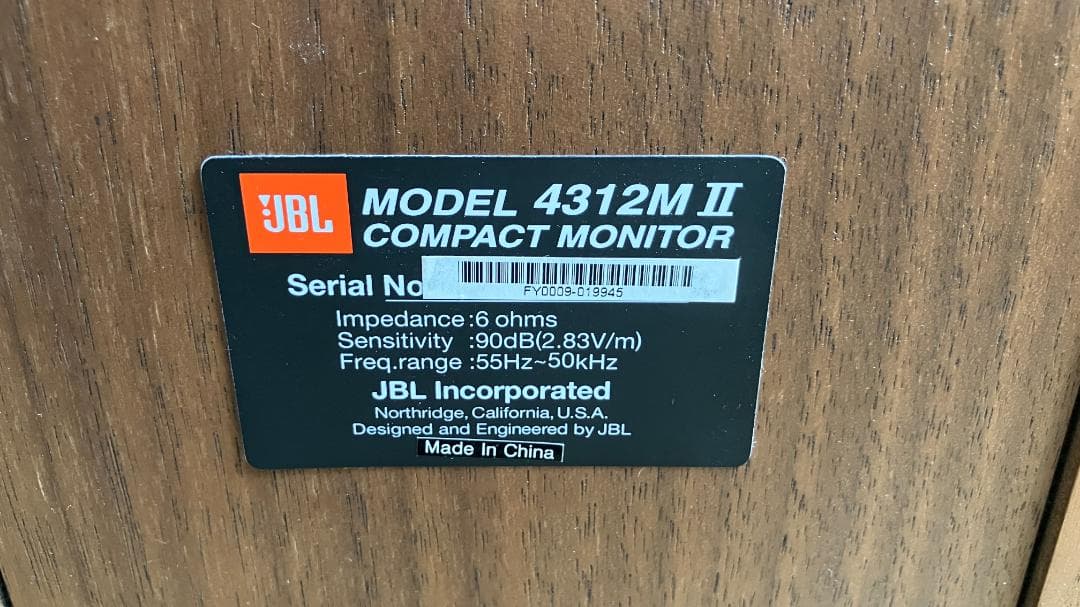 JBL
MODEL 4312M II
COMPACT MONITOR
Serial No
FY0009-019945
Impedance:6 ohms
Sensitivity :90dB(2.83V/m)
Freq.range :55Hz~50kHz
JBL Incorporated
Northridge, California, U.S.A.
Designed and Engineered by JBL
Made In China